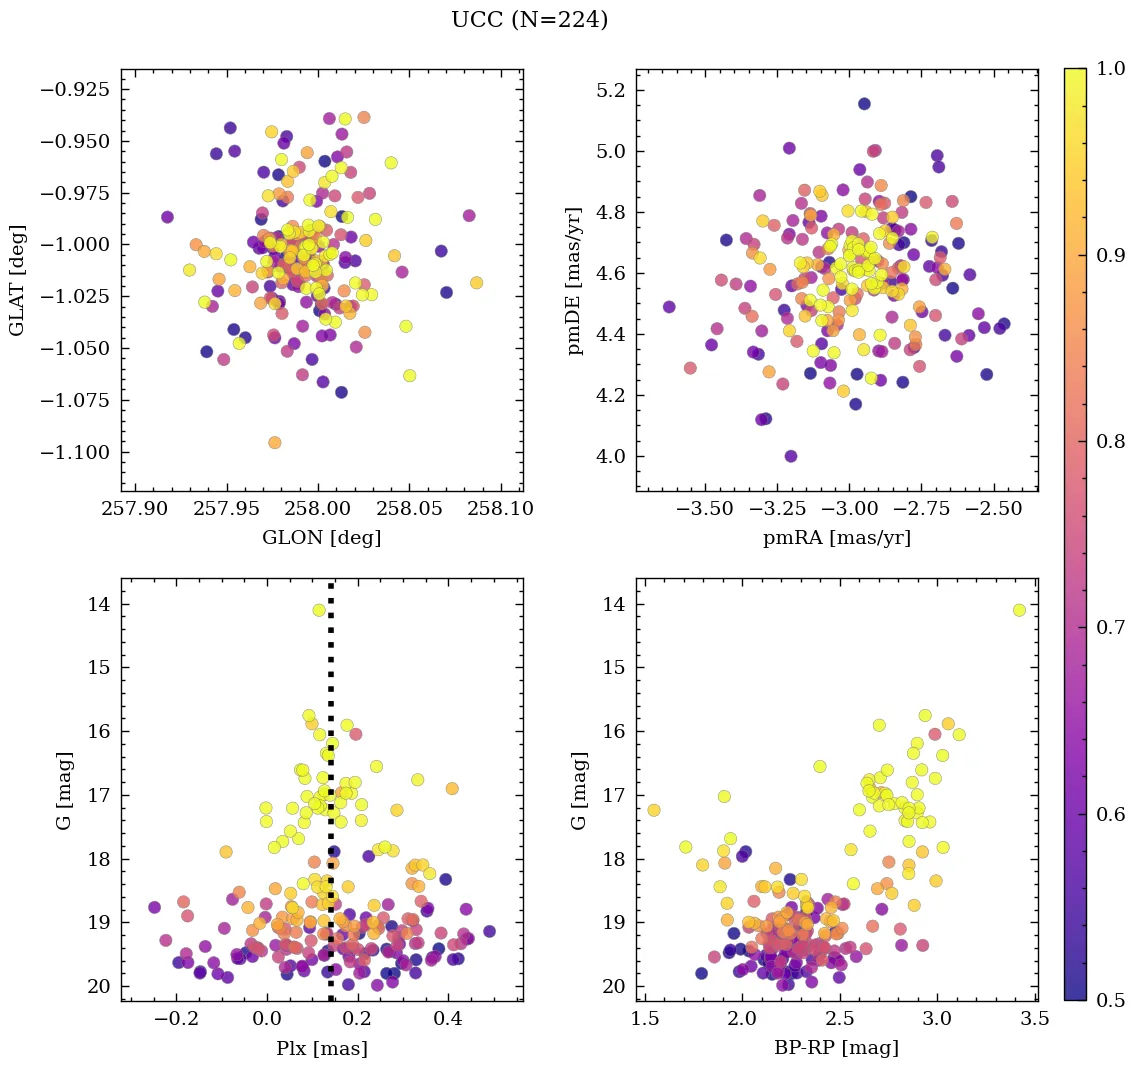 UCC (N=224)
−0.925
−0.950
−0.975
−1.000
−1.025
−1.050
−1.075
−1.100
GLAT [deg]
257.90 257.95 258.00 258.05 258.10
GLON [deg]
5.2
5.0
4.8
4.6
4.4
4.2
4.0
pmDE [mas/yr]
−3.50 −3.25 −3.00 −2.75 −2.50
pmRA [mas/yr]
14
15
16
17
18
19
20
G [mag]
−0.2 0.0 0.2 0.4
Plx [mas]
14
15
16
17
18
19
20
G [mag]
1.5 2.0 2.5 3.0 3.5
BP-RP [mag]
1.0
0.9
0.8
0.7
0.6
0.5